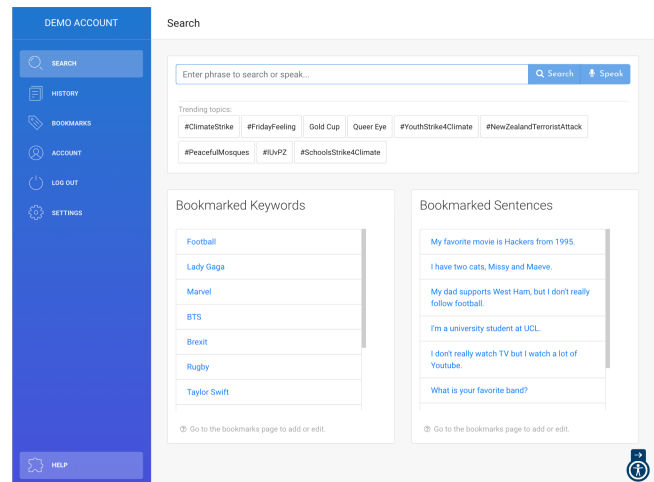 DEMO ACCOUNT
SEARCH
HISTORY
BOOKMARKS
ACCOUNT
LOG OUT
SETTINGS
HELP
Search
Enter phrase to search or speak...
Search
Speak
Trending topics:
#ClimateStrike #FridayFeeling Gold Cup Queer Eye #YouthStrike4Climate #NewZealandTerroristAttack
#PeacefulMosques #IUvPZ #SchoolsStrike4Climate
Bookmarked Keywords
Football
Lady Gaga
Marvel
BTS
Brexit
Rugby
Taylor Swift
Go to the bookmarks page to add or edit.
Bookmarked Sentences
My favorite movie is Hackers from 1995.
I have two cats, Missy and Maeve.
My dad supports West Ham, but I don't really
follow football.
I'm a university student at UCL.
I don't really watch TV but I watch a lot of
Youtube.
What is your favorite band?
Go to the bookmarks page to add or edit.